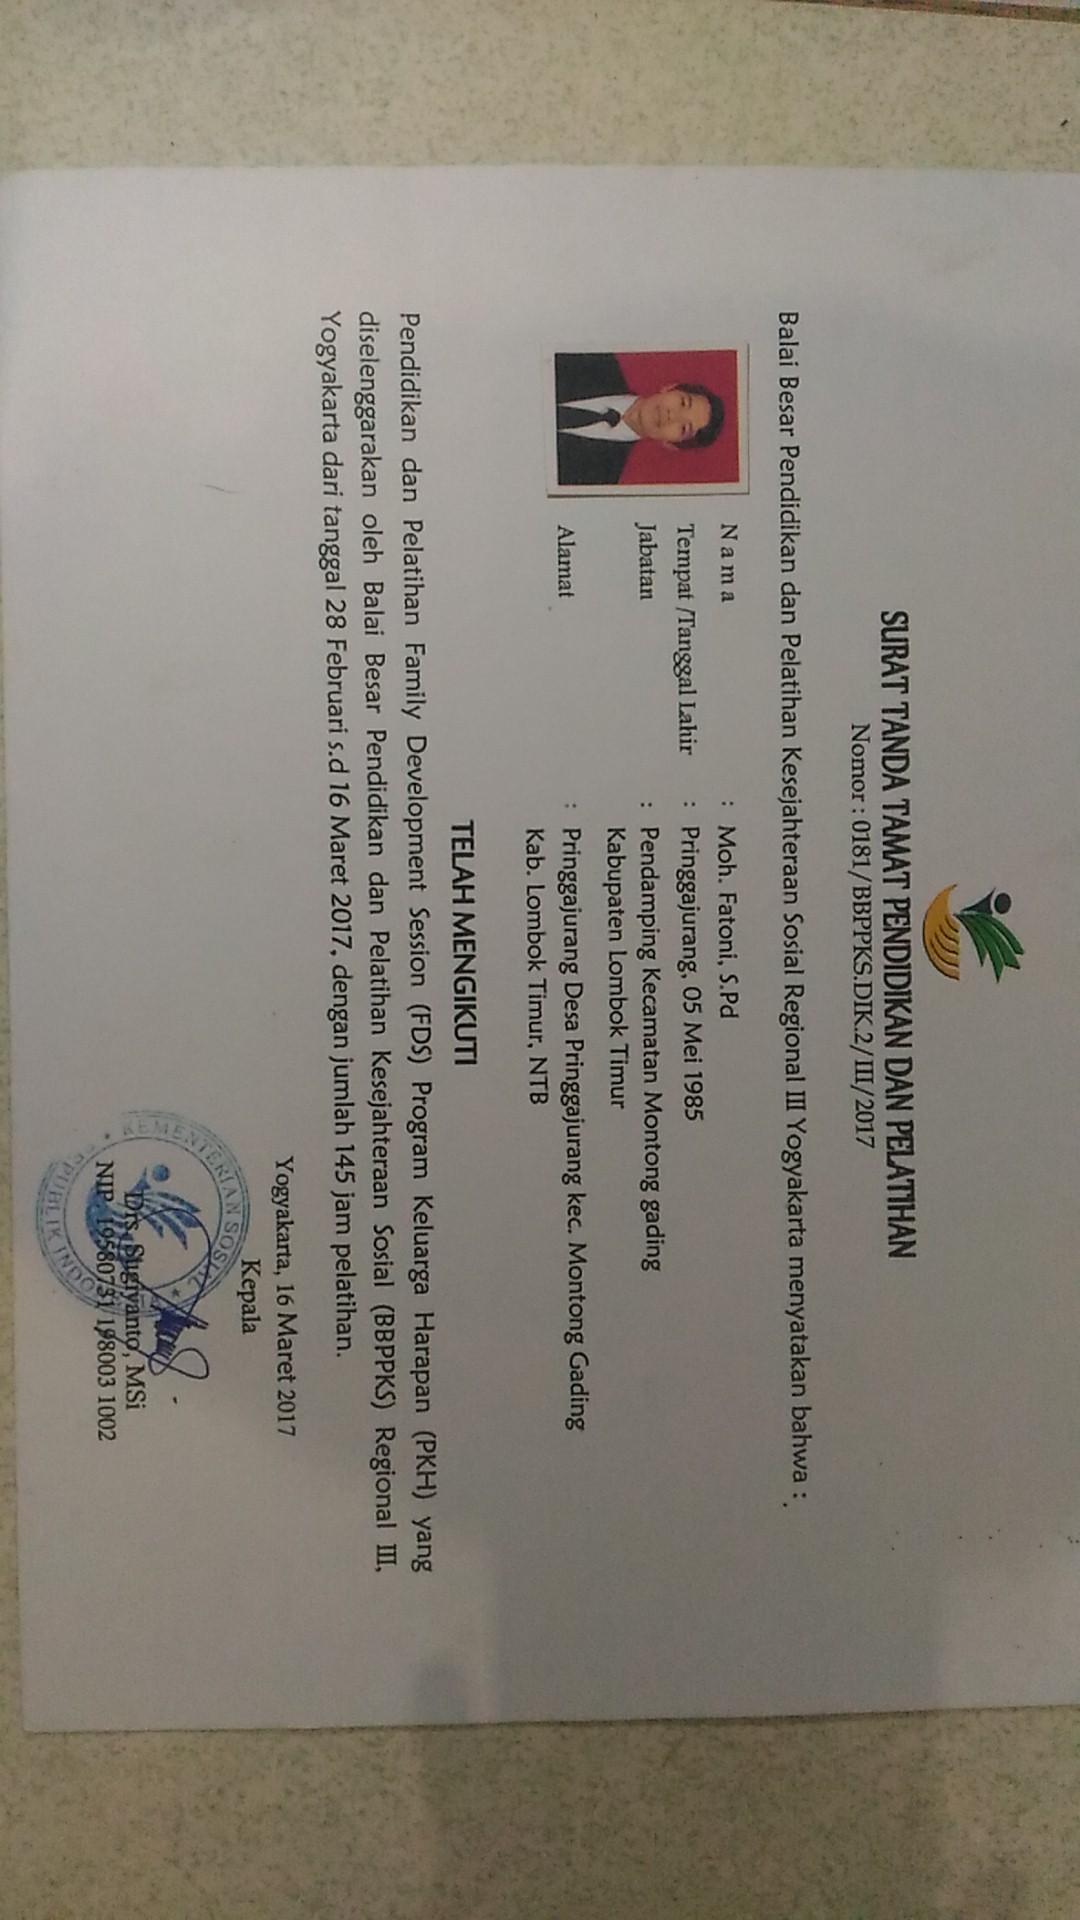 SURAT TANDA TAMAT PENDIDIKAN DAN PELATIHAN
Nomor : 0181/BBPPKS.DIK.2/III/2017
Balai Besar Pendidikan dan Pelatihan Kesejahteraan Sosial Regional III Yogyakarta menyatakan bahwa :
N a m a : Moh. Fatoni, S.Pd
Tempat /Tanggal Lahir : Pringgajurang, 05 Mei 1985
Jabatan : Pendamping Kecamatan Montong gading
Kabupaten Lombok Timur
Alamat : Pringgajurang Desa Pringgajurang kec. Montong Gading
Kab. Lombok Timur, NTB
TELAH MENGIKUTI
Pendidikan dan Pelatihan Family Development Session (FDS) Program Keluarga Harapan (PKH) yang
diselenggarakan oleh Balai Besar Pendidikan dan Pelatihan Kesejahteraan Sosial (BBPPKS) Regional III,
Yogyakarta dari tanggal 28 Februari s.d 16 Maret 2017, dengan jumlah 145 jam pelatihan.
Yogyakarta, 16 Maret 2017
Kepala
KEMENTERIAN SOSIAL
REPUBLIK INDONESIA
Drs. Sugiyanto, MSi
NIP. 19580731 198003 1002